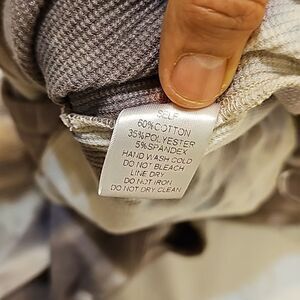 SELF
60%COTTON
35%POLYESTER
5%SPANDEX
HAND WASH COLD
DO NOT BLEACH
LINE DRY
DO NOT IRON
DO NOT DRY CLEAN